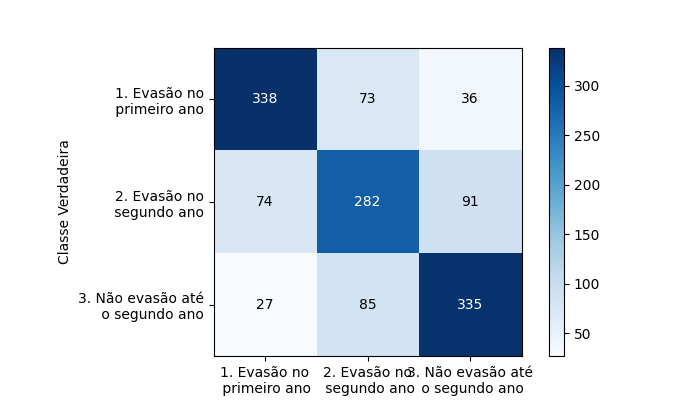 Classe Verdadeira
1. Evasão no
primeiro ano
338
73
36
2. Evasão no
segundo ano
74
282
91
3. Não evasão até
o segundo ano
27
85
335
1. Evasão no
primeiro ano
2. Evasão no
segundo ano
3. Não evasão até
o segundo ano
300
250
200
150
100
50